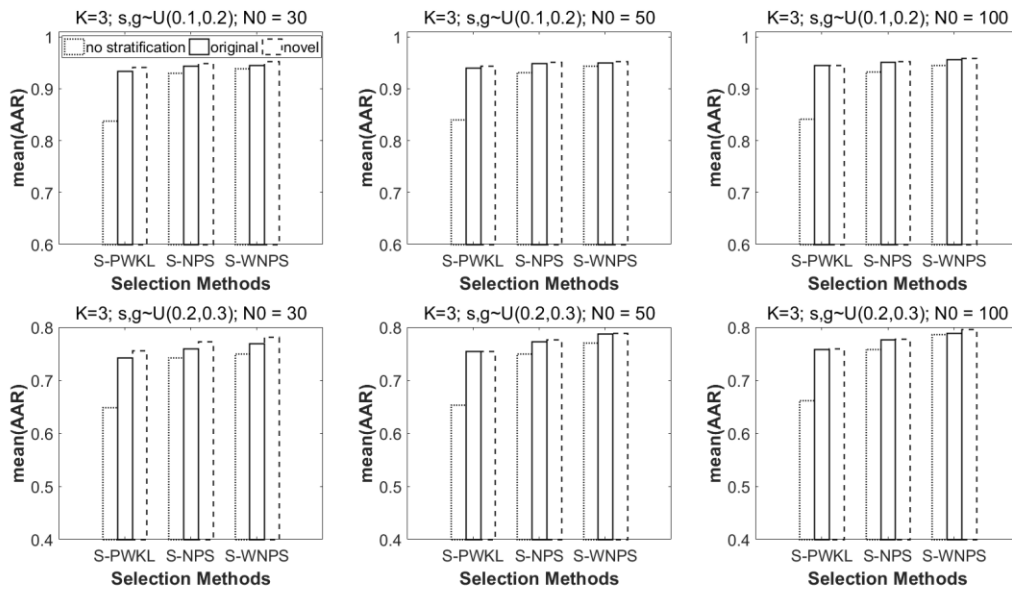 K=3; s,g~U(0.1,0.2); N0 = 30
K=3; s,g~U(0.1,0.2); N0 = 50
K=3; s,g~U(0.1,0.2); N0 = 100
no stratification original novel
mean(AAR)
1
0.9
0.8
0.7
0.6
S-PWKL S-NPS S-WNPS
Selection Methods
mean(AAR)
1
0.9
0.8
0.7
0.6
S-PWKL S-NPS S-WNPS
Selection Methods
mean(AAR)
1
0.9
0.8
0.7
0.6
S-PWKL S-NPS S-WNPS
Selection Methods
K=3; s,g~U(0.2,0.3); N0 = 30
K=3; s,g~U(0.2,0.3); N0 = 50
K=3; s,g~U(0.2,0.3); N0 = 100
mean(AAR)
0.8
0.7
0.6
0.5
0.4
S-PWKL S-NPS S-WNPS
Selection Methods
mean(AAR)
0.8
0.7
0.6
0.5
0.4
S-PWKL S-NPS S-WNPS
Selection Methods
mean(AAR)
0.8
0.7
0.6
0.5
0.4
S-PWKL S-NPS S-WNPS
Selection Methods